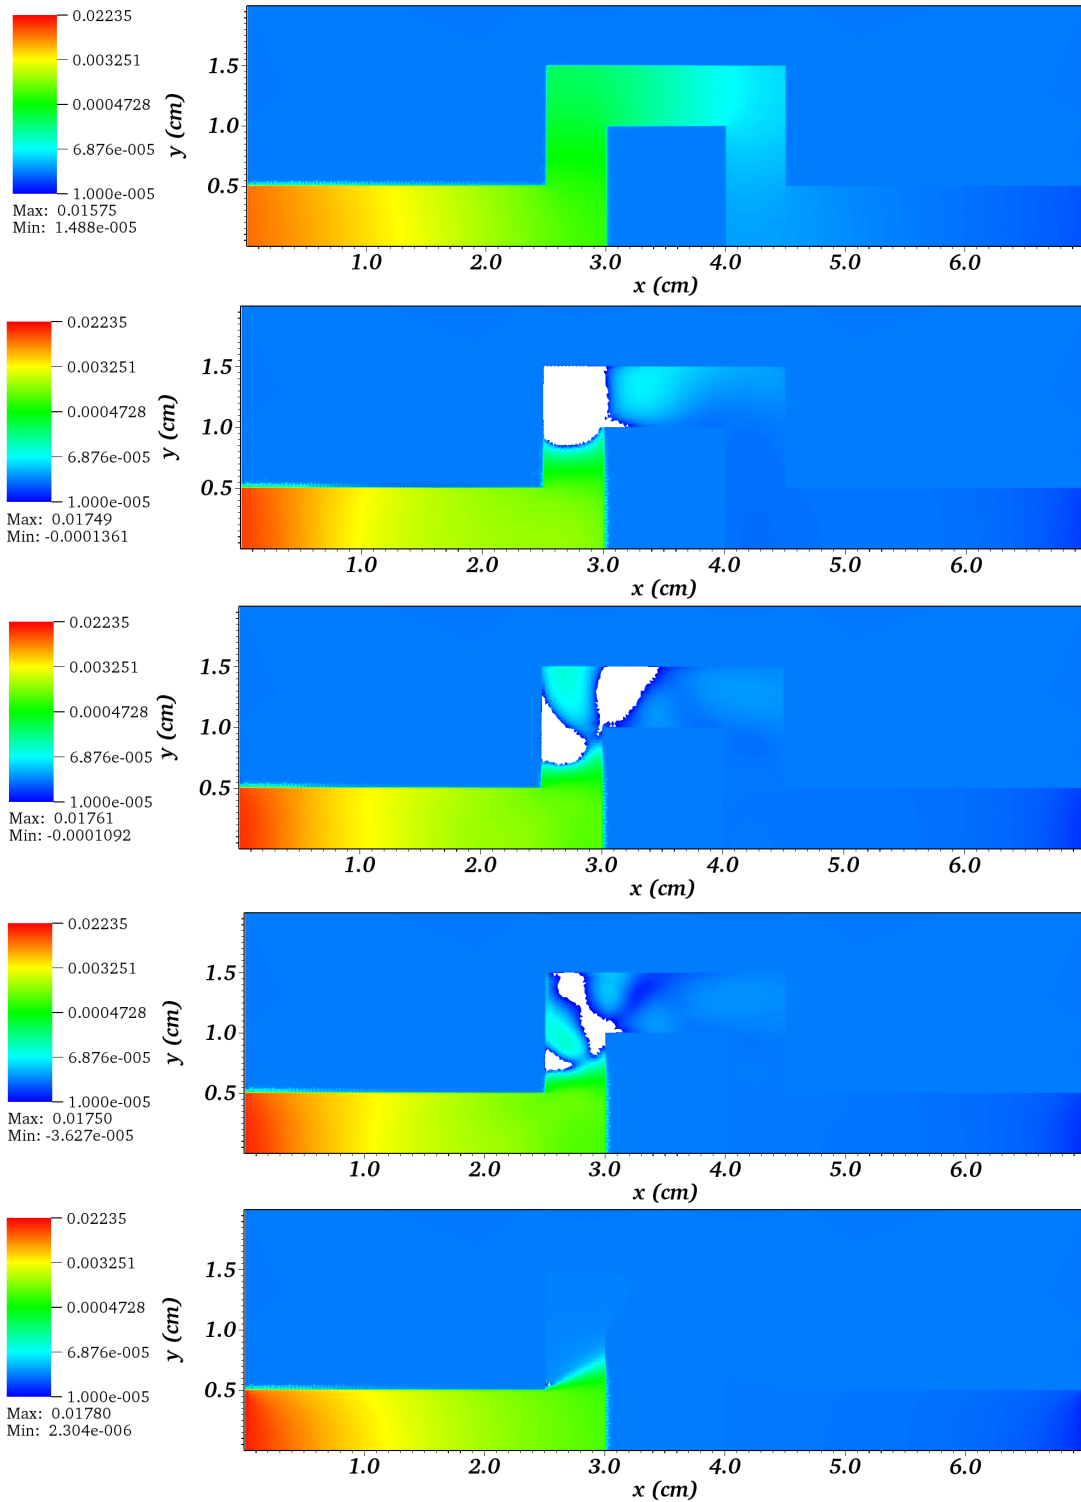 0.02235
0.003251
0.0004728
6.876e-005
1.000e-005
Max: 0.01575
Min: 1.488e-005
y (cm)
1.5
1.0
0.5
1.0 2.0 3.0 4.0 5.0 6.0
x (cm)
0.02235
0.003251
0.0004728
6.876e-005
1.000e-005
Max: 0.01749
Min: -0.0001361
y (cm)
1.5
1.0
0.5
1.0 2.0 3.0 4.0 5.0 6.0
x (cm)
0.02235
0.003251
0.0004728
6.876e-005
1.000e-005
Max: 0.01761
Min: -0.0001092
y (cm)
1.5
1.0
0.5
1.0 2.0 3.0 4.0 5.0 6.0
x (cm)
0.02235
0.003251
0.0004728
6.876e-005
1.000e-005
Max: 0.01750
Min: -3.627e-005
y (cm)
1.5
1.0
0.5
1.0 2.0 3.0 4.0 5.0 6.0
x (cm)
0.02235
0.003251
0.0004728
6.876e-005
1.000e-005
Max: 0.01780
Min: 2.304e-006
y (cm)
1.5
1.0
0.5
1.0 2.0 3.0 4.0 5.0 6.0
x (cm)